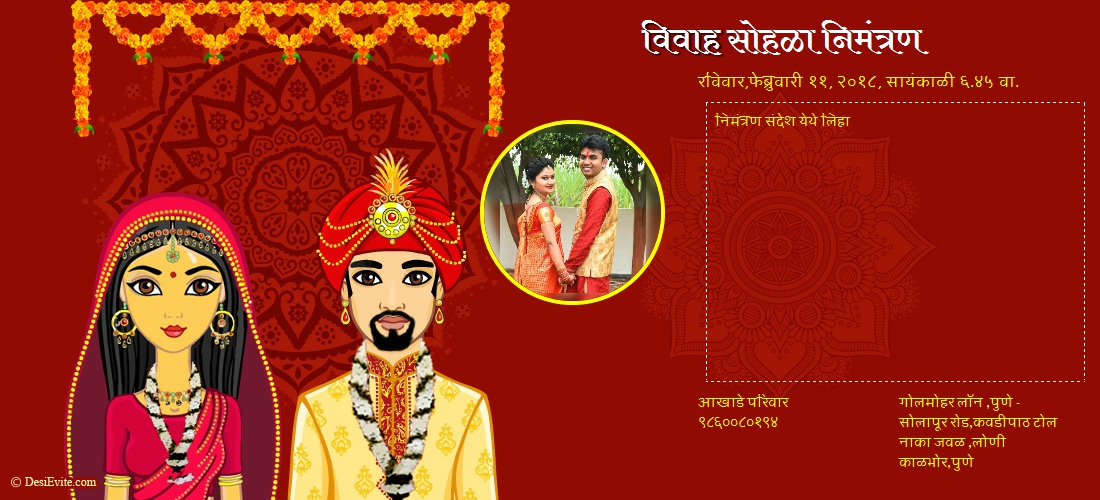 विवाह सोहळा निमंत्रण
रविवार,फेब्रुवारी ११, २०१८, सायंकाळी ६.४५ वा.
निमंत्रण संदेश येथे लिहा
आखाडे परिवार
९८६००८०१९४
गोलमोहर लॉन ,पुणे -
सोलापूर रोड,कवडीपाठ टोल
नाका जवळ ,लोणी
काळभोर,पुणे
© DesiEvite.com